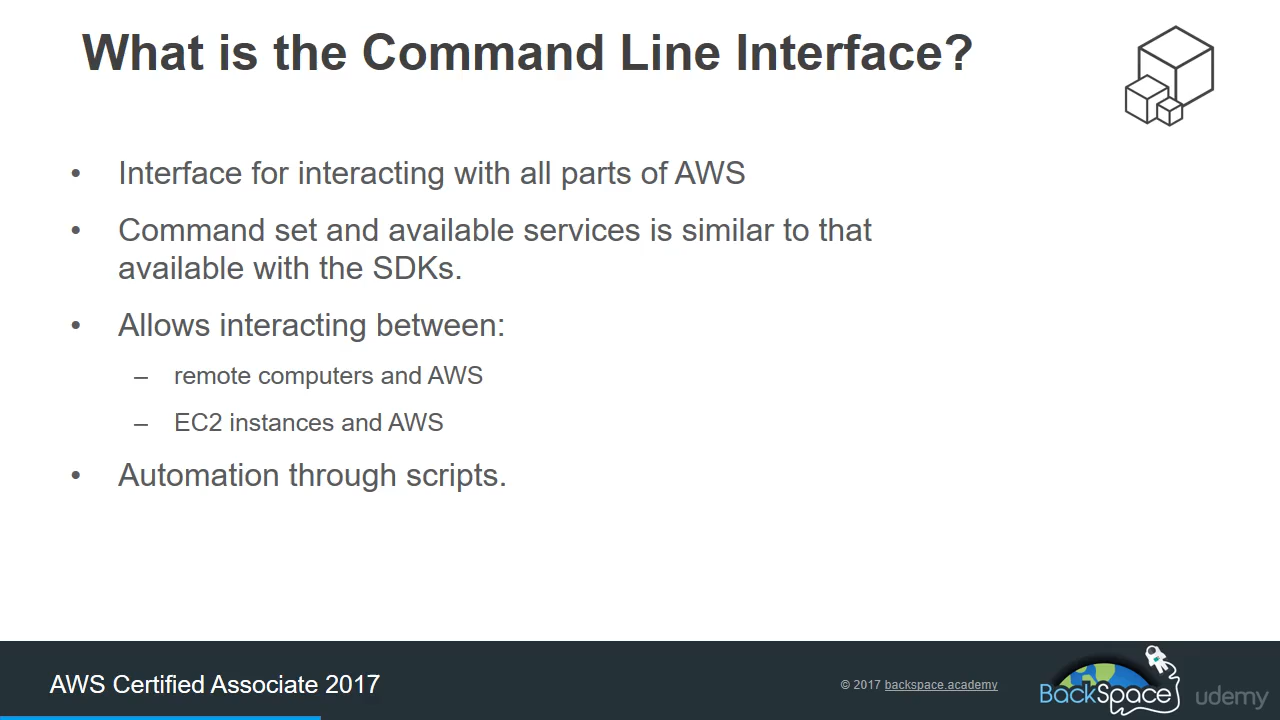 What is the Command Line Interface?
• Interface for interacting with all parts of AWS
• Command set and available services is similar to that
available with the SDKs.
• Allows interacting between:
– remote computers and AWS
– EC2 instances and AWS
• Automation through scripts.
AWS Certified Associate 2017
© 2017 backspace.academy
BackSpace
udemy